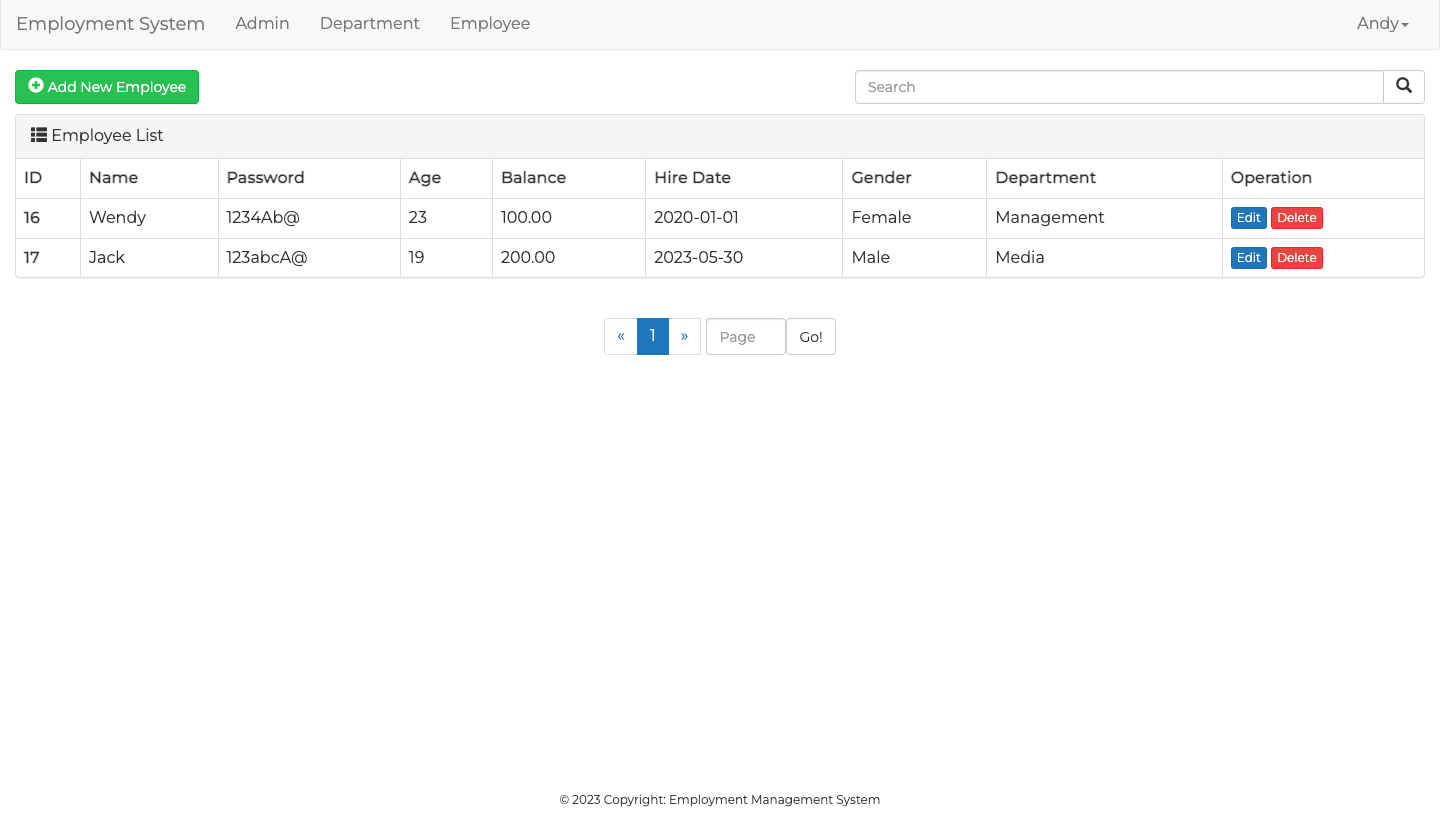 Employment System Admin Department Employee Andy
Add New Employee Search
Employee List
ID Name Password Age Balance Hire Date Gender Department Operation
16 Wendy 1234Ab@ 23 100.00 2020-01-01 Female Management Edit Delete
17 Jack 123abcA@ 19 200.00 2023-05-30 Male Media Edit Delete
« 1 » Page Go!
© 2023 Copyright: Employment Management System